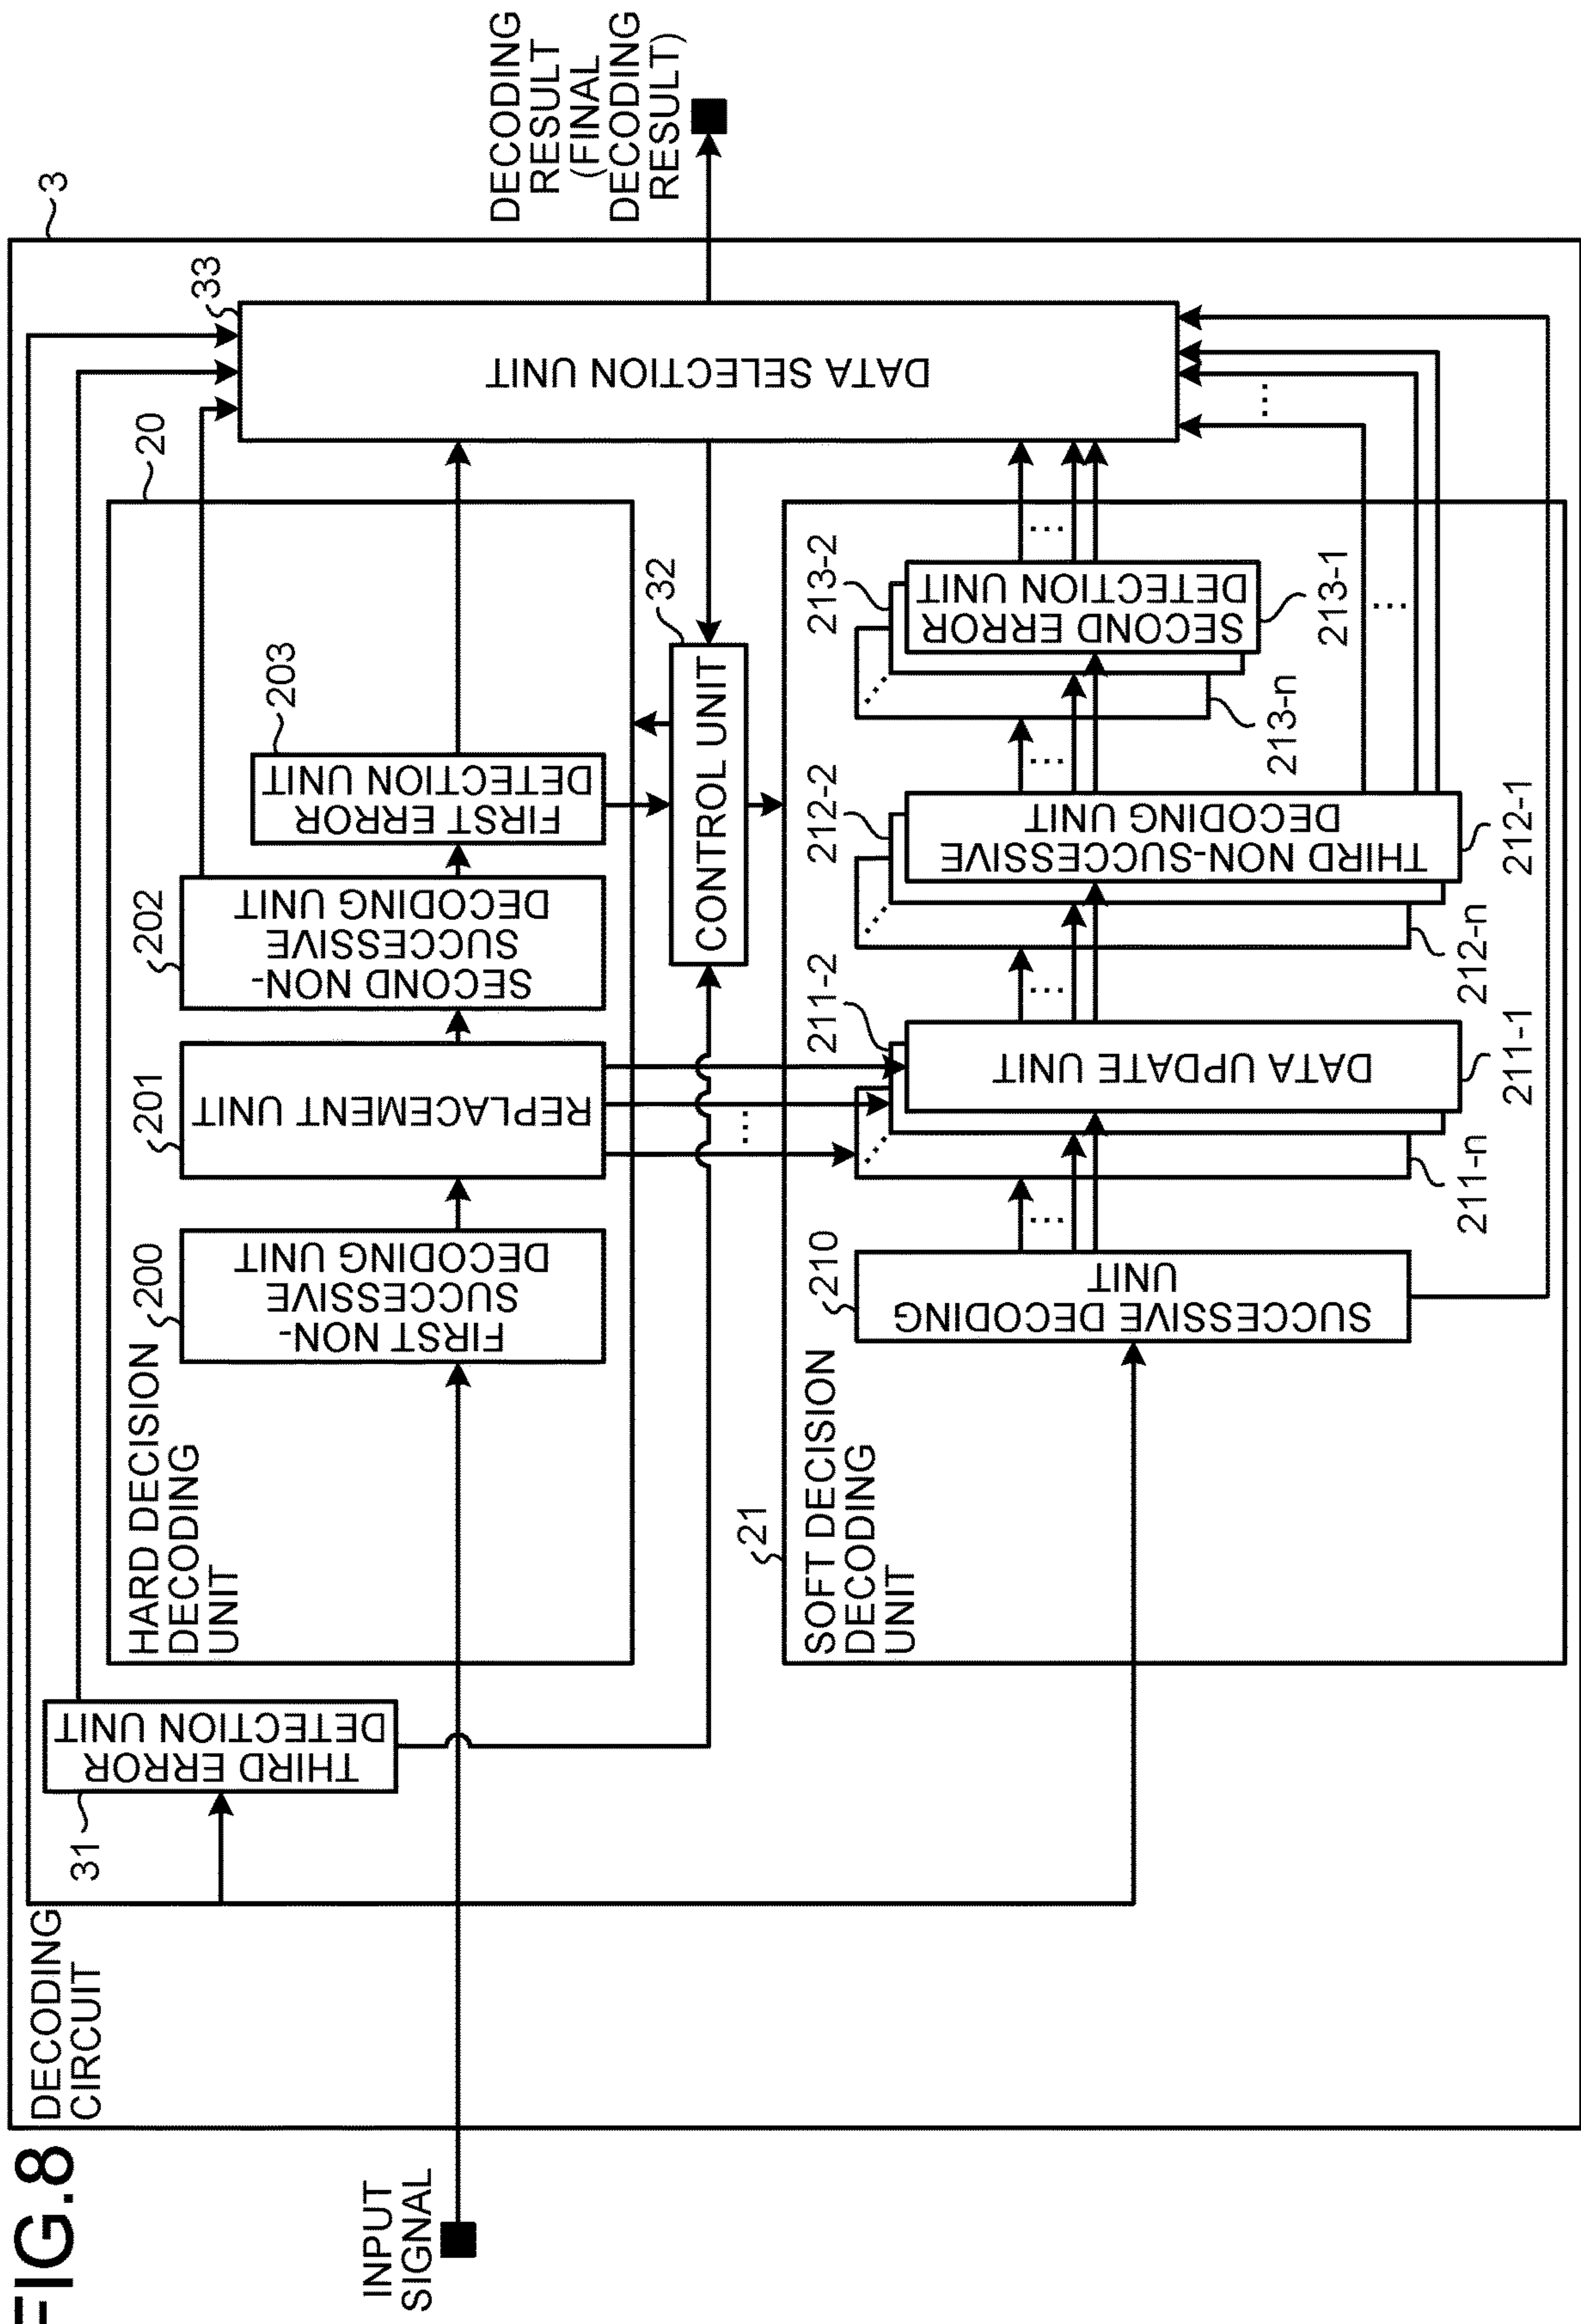 FIG.8
DECODING
CIRCUIT
3
INPUT
SIGNAL
31
THIRD ERROR
DETECTION UNIT
HARD DECISION
DECODING
UNIT
20
200
FIRST NON-
SUCCESSIVE
DECODING UNIT
201
REPLACEMENT UNIT
202
SECOND NON-
SUCCESSIVE
DECODING UNIT
203
FIRST ERROR
DETECTION UNIT
32
CONTROL UNIT
33
DATA SELECTION UNIT
DECODING
RESULT
(FINAL
DECODING
RESULT)
21
SOFT DECISION
DECODING
UNIT
210
SUCCESSIVE DECODING
UNIT
...
211-2
DATA UPDATE UNIT
211-n
211-1
...
...
212-2
THIRD NON-SUCCESSIVE
DECODING UNIT
212-n
212-1
...
213-2
SECOND ERROR
DETECTION UNIT
213-n
213-1
...
...
...